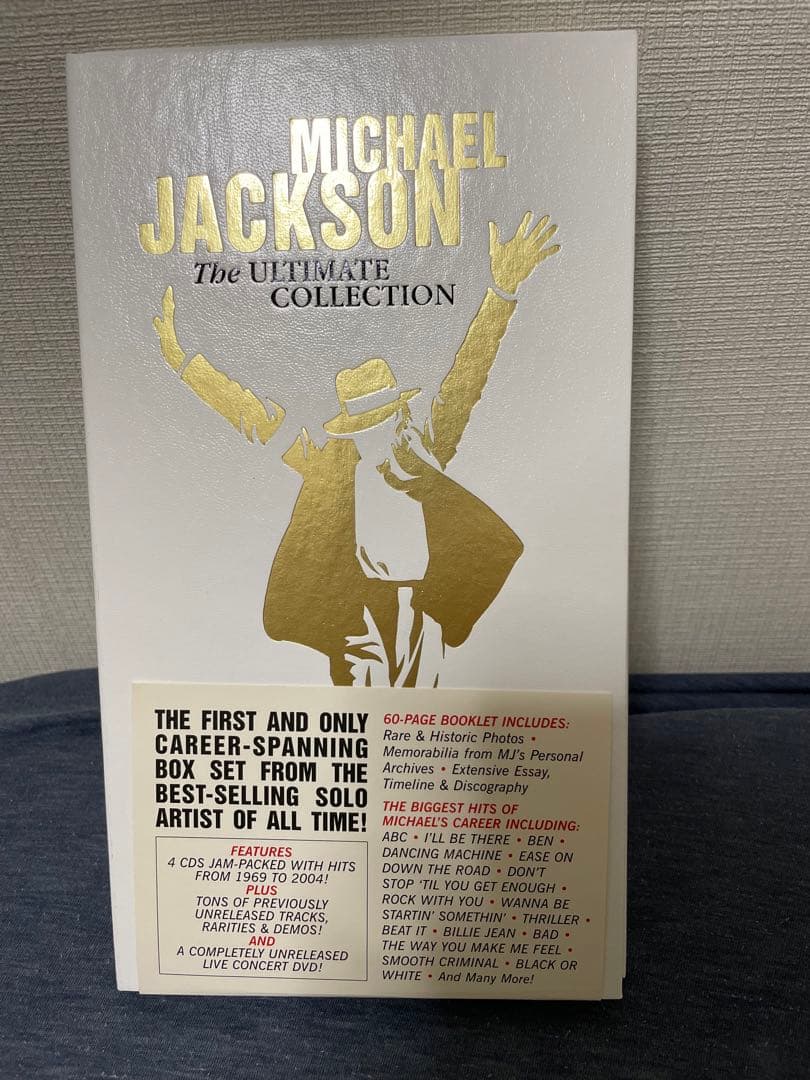 MICHAEL
JACKSON
The ULTIMATE
COLLECTION
THE FIRST AND ONLY
CAREER-SPANNING
BOX SET FROM THE
BEST-SELLING SOLO
ARTIST OF ALL TIME!
FEATURES
4 CDS JAM-PACKED WITH HITS
FROM 1969 TO 2004!
PLUS
TONS OF PREVIOUSLY
UNRELEASED TRACKS,
RARITIES & DEMOS!
AND
A COMPLETELY UNRELEASED
LIVE CONCERT DVD!
60-PAGE BOOKLET INCLUDES:
Rare & Historic Photos •
Memorabilia from MJ's Personal
Archives • Extensive Essay,
Timeline & Discography
THE BIGGEST HITS OF
MICHAEL'S CAREER INCLUDING:
ABC • I'LL BE THERE • BEN •
DANCING MACHINE • EASE ON
DOWN THE ROAD • DON'T
STOP 'TIL YOU GET ENOUGH •
ROCK WITH YOU • WANNA BE
STARTIN' SOMETHIN' • THRILLER •
BEAT IT • BILLIE JEAN • BAD •
THE WAY YOU MAKE ME FEEL •
SMOOTH CRIMINAL • BLACK OR
WHITE • And Many More!